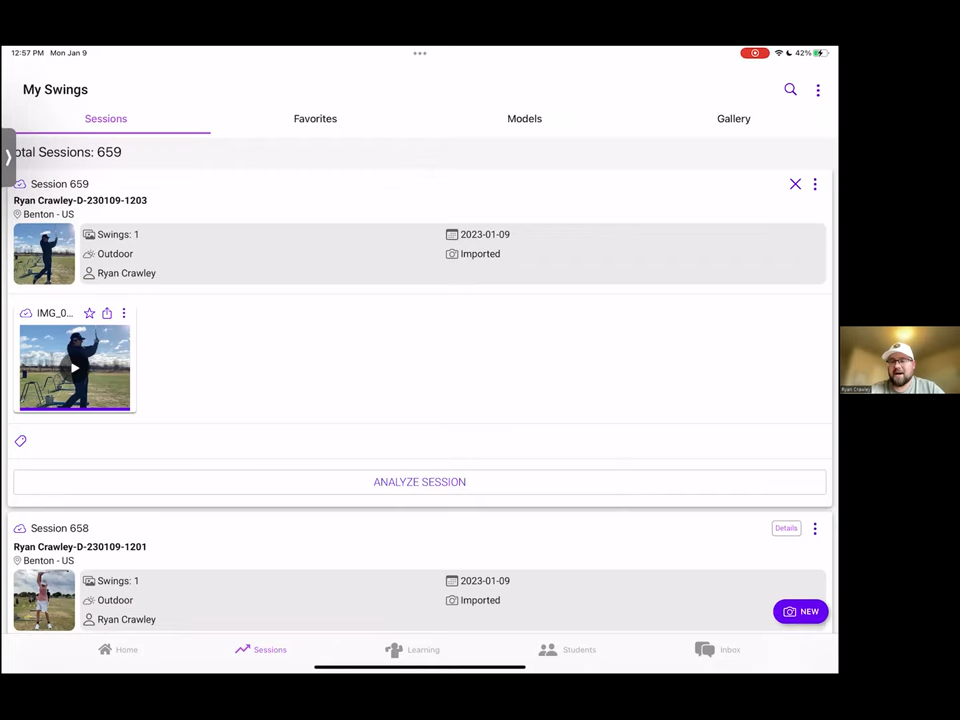 12:57 PM Mon Jan 9
42%
My Swings
Sessions
Favorites
Models
Gallery
otal Sessions: 659
Session 659
Ryan Crawley-D-230109-1203
Benton - US
Swings: 1
2023-01-09
Outdoor
Imported
Ryan Crawley
IMG_0...
ANALYZE SESSION
Session 658
Details
Ryan Crawley-D-230109-1201
Benton - US
Swings: 1
2023-01-09
Outdoor
Imported
NEW
Ryan Crawley
Home
Sessions
Learning
Students
Inbox
Ryan Crawley